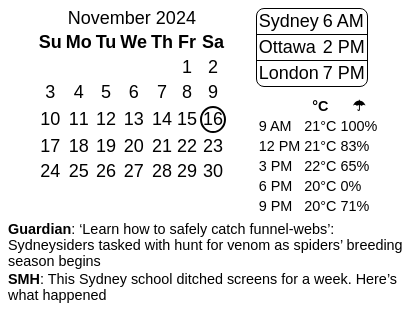 November 2024
Su Mo Tu We Th Fr Sa
1 2
3 4 5 6 7 8 9
10 11 12 13 14 15 16
17 18 19 20 21 22 23
24 25 26 27 28 29 30
Sydney 6 AM
Ottawa 2 PM
London 7 PM
°C ☂
9 AM 21°C 100%
12 PM 21°C 83%
3 PM 22°C 65%
6 PM 20°C 0%
9 PM 20°C 71%
Guardian: ‘Learn how to safely catch funnel-webs’:
Sydneysiders tasked with hunt for venom as spiders’ breeding
season begins
SMH: This Sydney school ditched screens for a week. Here’s
what happened